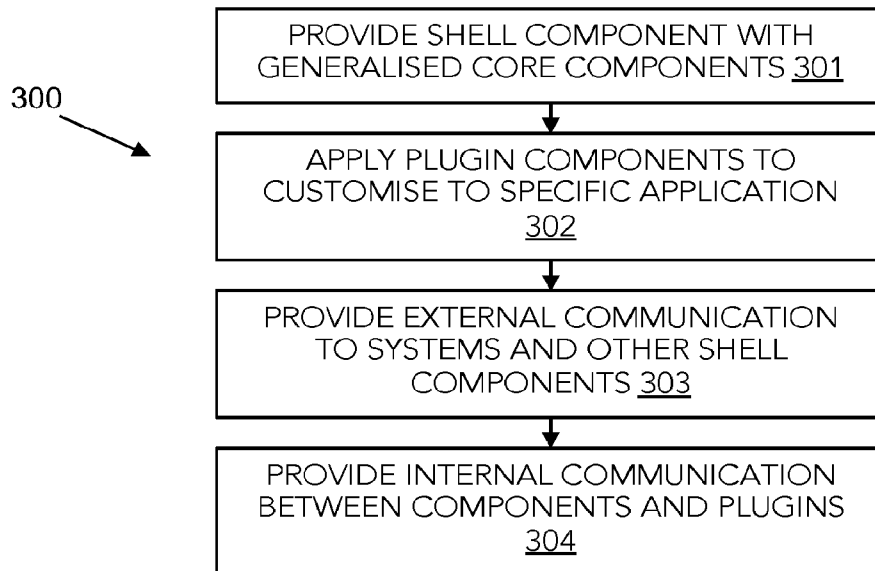 PROVIDE SHELL COMPONENT WITH
GENERALISED CORE COMPONENTS 301
300
APPLY PLUGIN COMPONENTS TO
CUSTOMISE TO SPECIFIC APPLICATION
302
PROVIDE EXTERNAL COMMUNICATION
TO SYSTEMS AND OTHER SHELL
COMPONENTS 303
PROVIDE INTERNAL COMMUNICATION
BETWEEN COMPONENTS AND PLUGINS
304